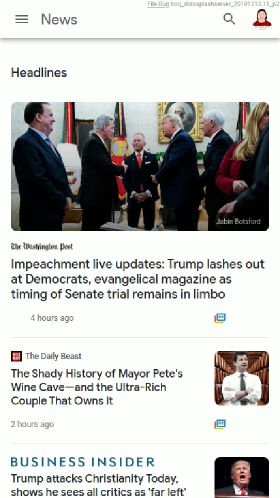 File Bug boq_dotssplashserver_20191213.18_p2
News
Headlines
Jabin Botsford
The Washington Post
Impeachment live updates: Trump lashes out
at Democrats, evangelical magazine as
timing of Senate trial remains in limbo
4 hours ago
The Daily Beast
The Shady History of Mayor Pete's
Wine Cave—and the Ultra-Rich
Couple That Owns It
2 hours ago
BUSINESS INSIDER
Trump attacks Christianity Today,
shows he sees all critics as 'far left'